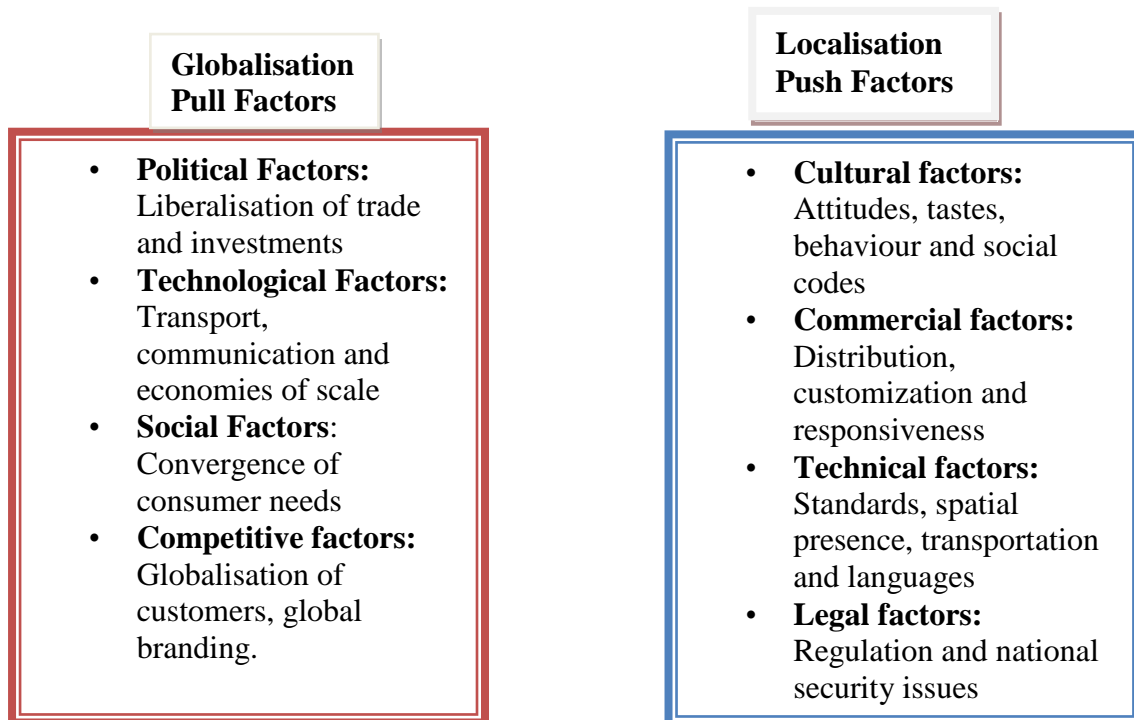 Globalisation
Pull Factors
• Political Factors:
Liberalisation of trade
and investments
• Technological Factors:
Transport,
communication and
economies of scale
• Social Factors:
Convergence of
consumer needs
• Competitive factors:
Globalisation of
customers, global
branding.
Localisation
Push Factors
• Cultural factors:
Attitudes, tastes,
behaviour and social
codes
• Commercial factors:
Distribution,
customization and
responsiveness
• Technical factors:
Standards, spatial
presence, transportation
and languages
• Legal factors:
Regulation and national
security issues